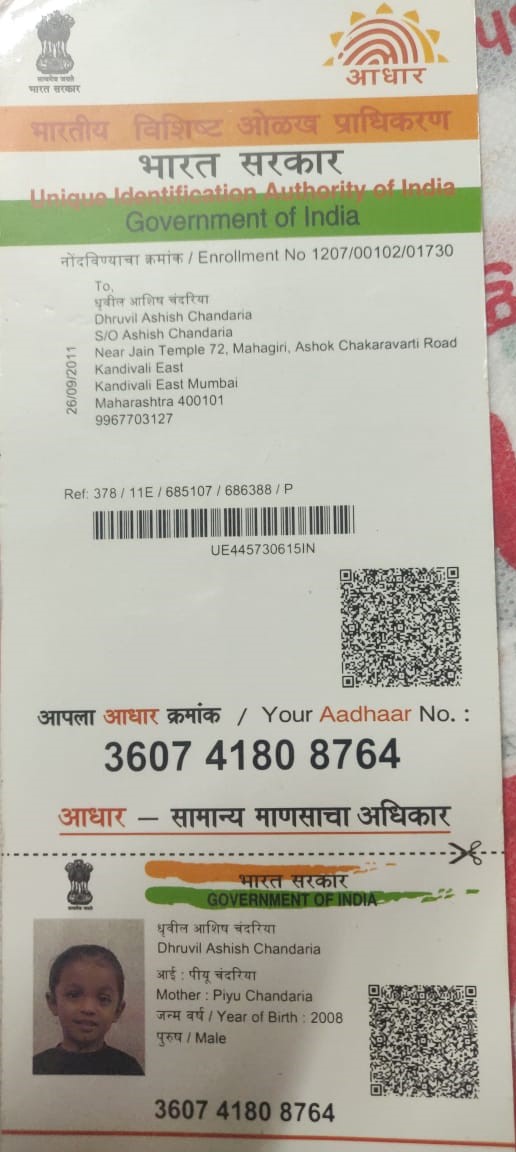 सत्यमेव जयते
भारत सरकार
आधार
भारतीय विशिष्ट ओळख प्राधिकरण
भारत सरकार
Unique Identification Authority of India
Government of India
नोंदविण्याचा क्रमांक / Enrollment No 1207/00102/01730
To,
धृवील आशिष चंदरिया
Dhruvil Ashish Chandaria
S/O Ashish Chandaria
Near Jain Temple 72, Mahagiri, Ashok Chakaravarti Road
Kandivali East
Kandivali East Mumbai
Maharashtra 400101
9967703127
26/09/2011
Ref: 378 / 11E / 685107 / 686388 / P
UE445730615IN
आपला आधार क्रमांक / Your Aadhaar No. :
3607 4180 8764
आधार — सामान्य माणसाचा अधिकार
भारत सरकार
GOVERNMENT OF INDIA
धृवील आशिष चंदरिया
Dhruvil Ashish Chandaria
आई : पीयू चंदरिया
Mother : Piyu Chandaria
जन्म वर्ष / Year of Birth : 2008
पुरुष / Male
3607 4180 8764